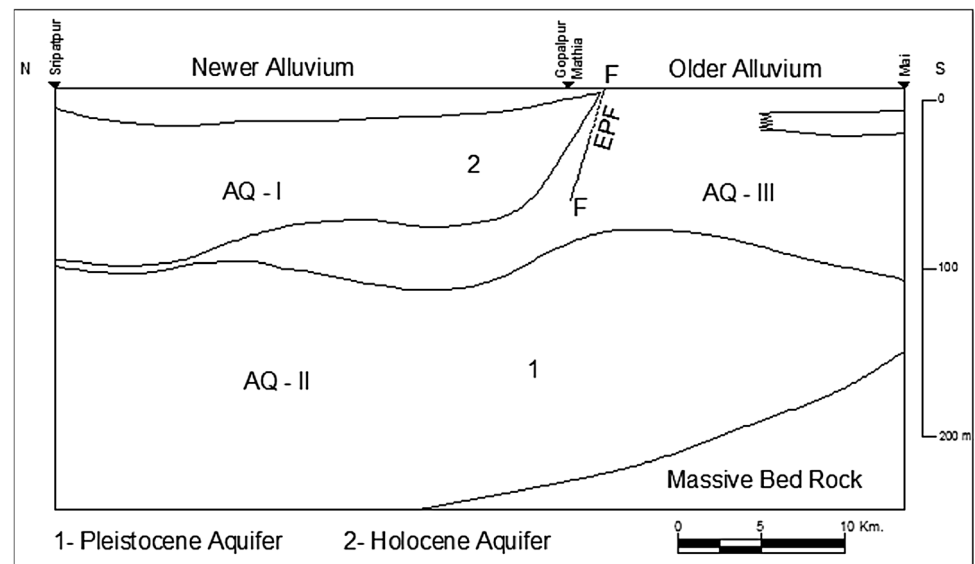 N
Sripatpur
Newer Alluvium
Gopalpur
Mathia
F
Older Alluvium
Mai
S
0
EPF
2
AQ - I
AQ - III
F
100
1
AQ - II
200 m
Massive Bed Rock
1- Pleistocene Aquifer
2- Holocene Aquifer
0
5
10 Km.